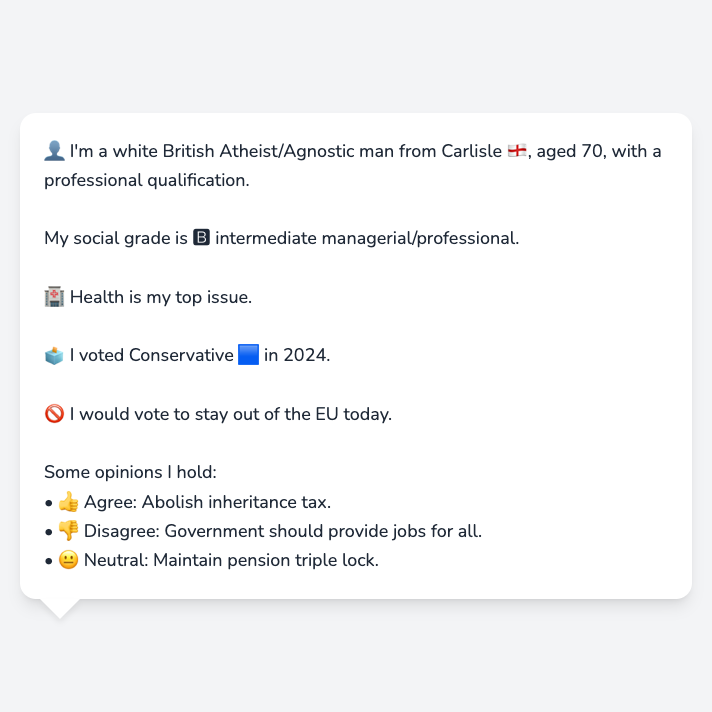 👤 I'm a white British Atheist/Agnostic man from Carlisle 🏴󠁧󠁢󠁥󠁮󠁧󠁿, aged 70, with a
professional qualification.
My social grade is 🅱 intermediate managerial/professional.
🏥 Health is my top issue.
🗳️ I voted Conservative 🟦 in 2024.
🚫 I would vote to stay out of the EU today.
Some opinions I hold:
• 👍 Agree: Abolish inheritance tax.
• 👎 Disagree: Government should provide jobs for all.
• 😐 Neutral: Maintain pension triple lock.